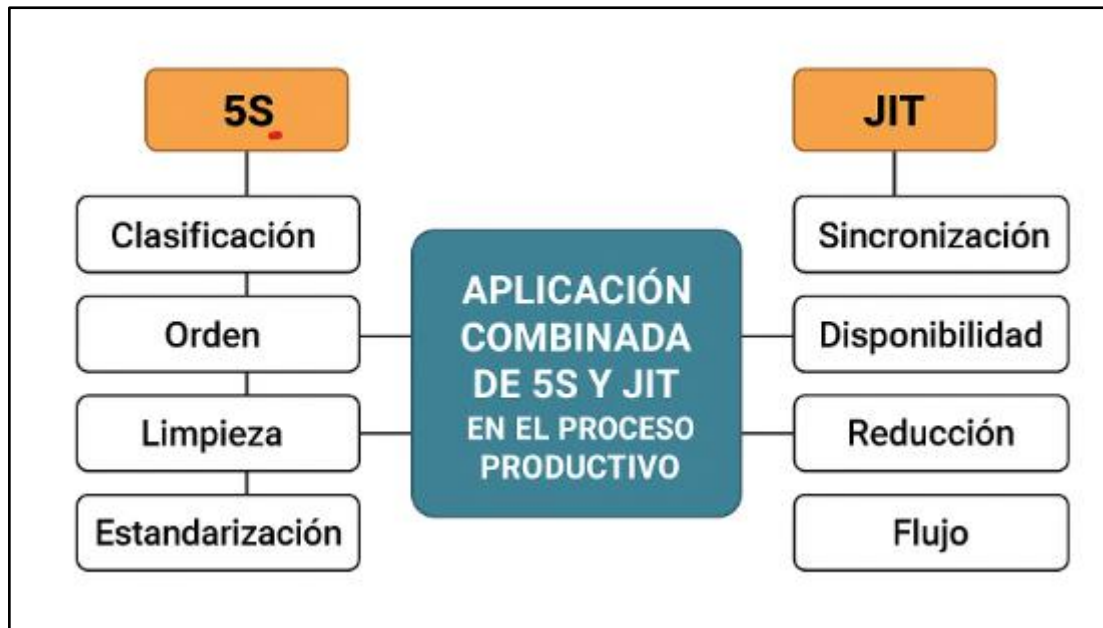 5S
Clasificación
Orden
Limpieza
Estandarización
APLICACIÓN
COMBINADA
DE 5S Y JIT
EN EL PROCESO
PRODUCTIVO
JIT
Sincronización
Disponibilidad
Reducción
Flujo